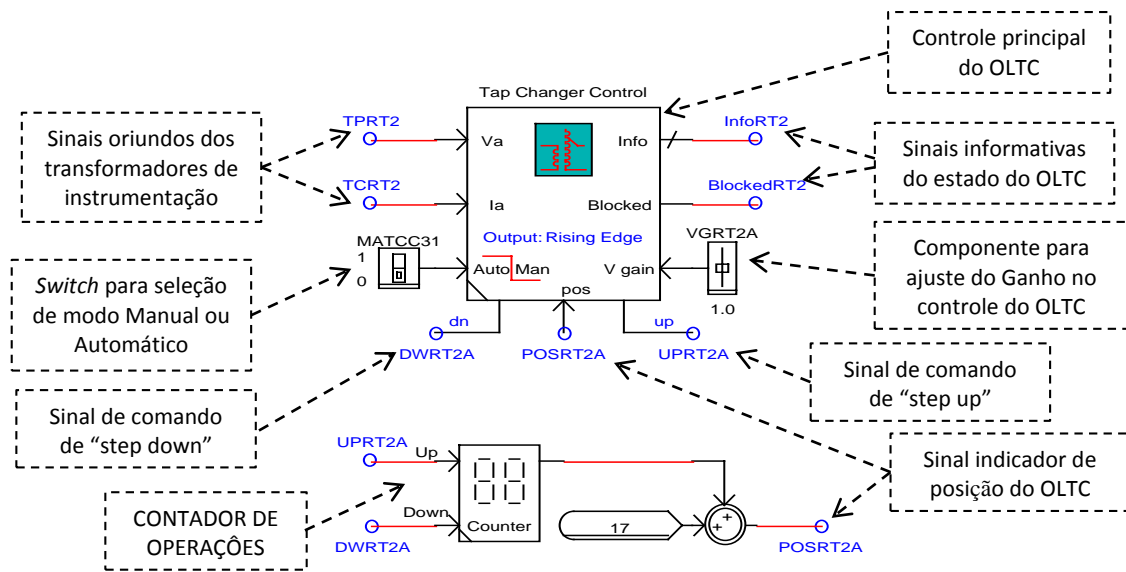 Controle principal
do OLTC
Tap Changer Control
Sinais oriundos dos
transformadores de
instrumentação
TPRT2
Va
Info
InfoRT2
TCRT2
Ia
Blocked
BlockedRT2
Sinais informativas
do estado do OLTC
Output: Rising Edge
MATCC31
1
0
Auto
Man
V gain
VGRT2A
1.0
pos
Switch para seleção
de modo Manual ou
Automático
Componente para
ajuste do Ganho no
controle do OLTC
dn
up
DWRT2A
POSRT2A
UPRT2A
Sinal de comando
de “step down”
Sinal de comando
de “step up”
UPRT2A
Up
Down
Counter
DWRT2A
17
+
+
POSRT2A
CONTADOR DE
OPERAÇÔES
Sinal indicador de
posição do OLTC